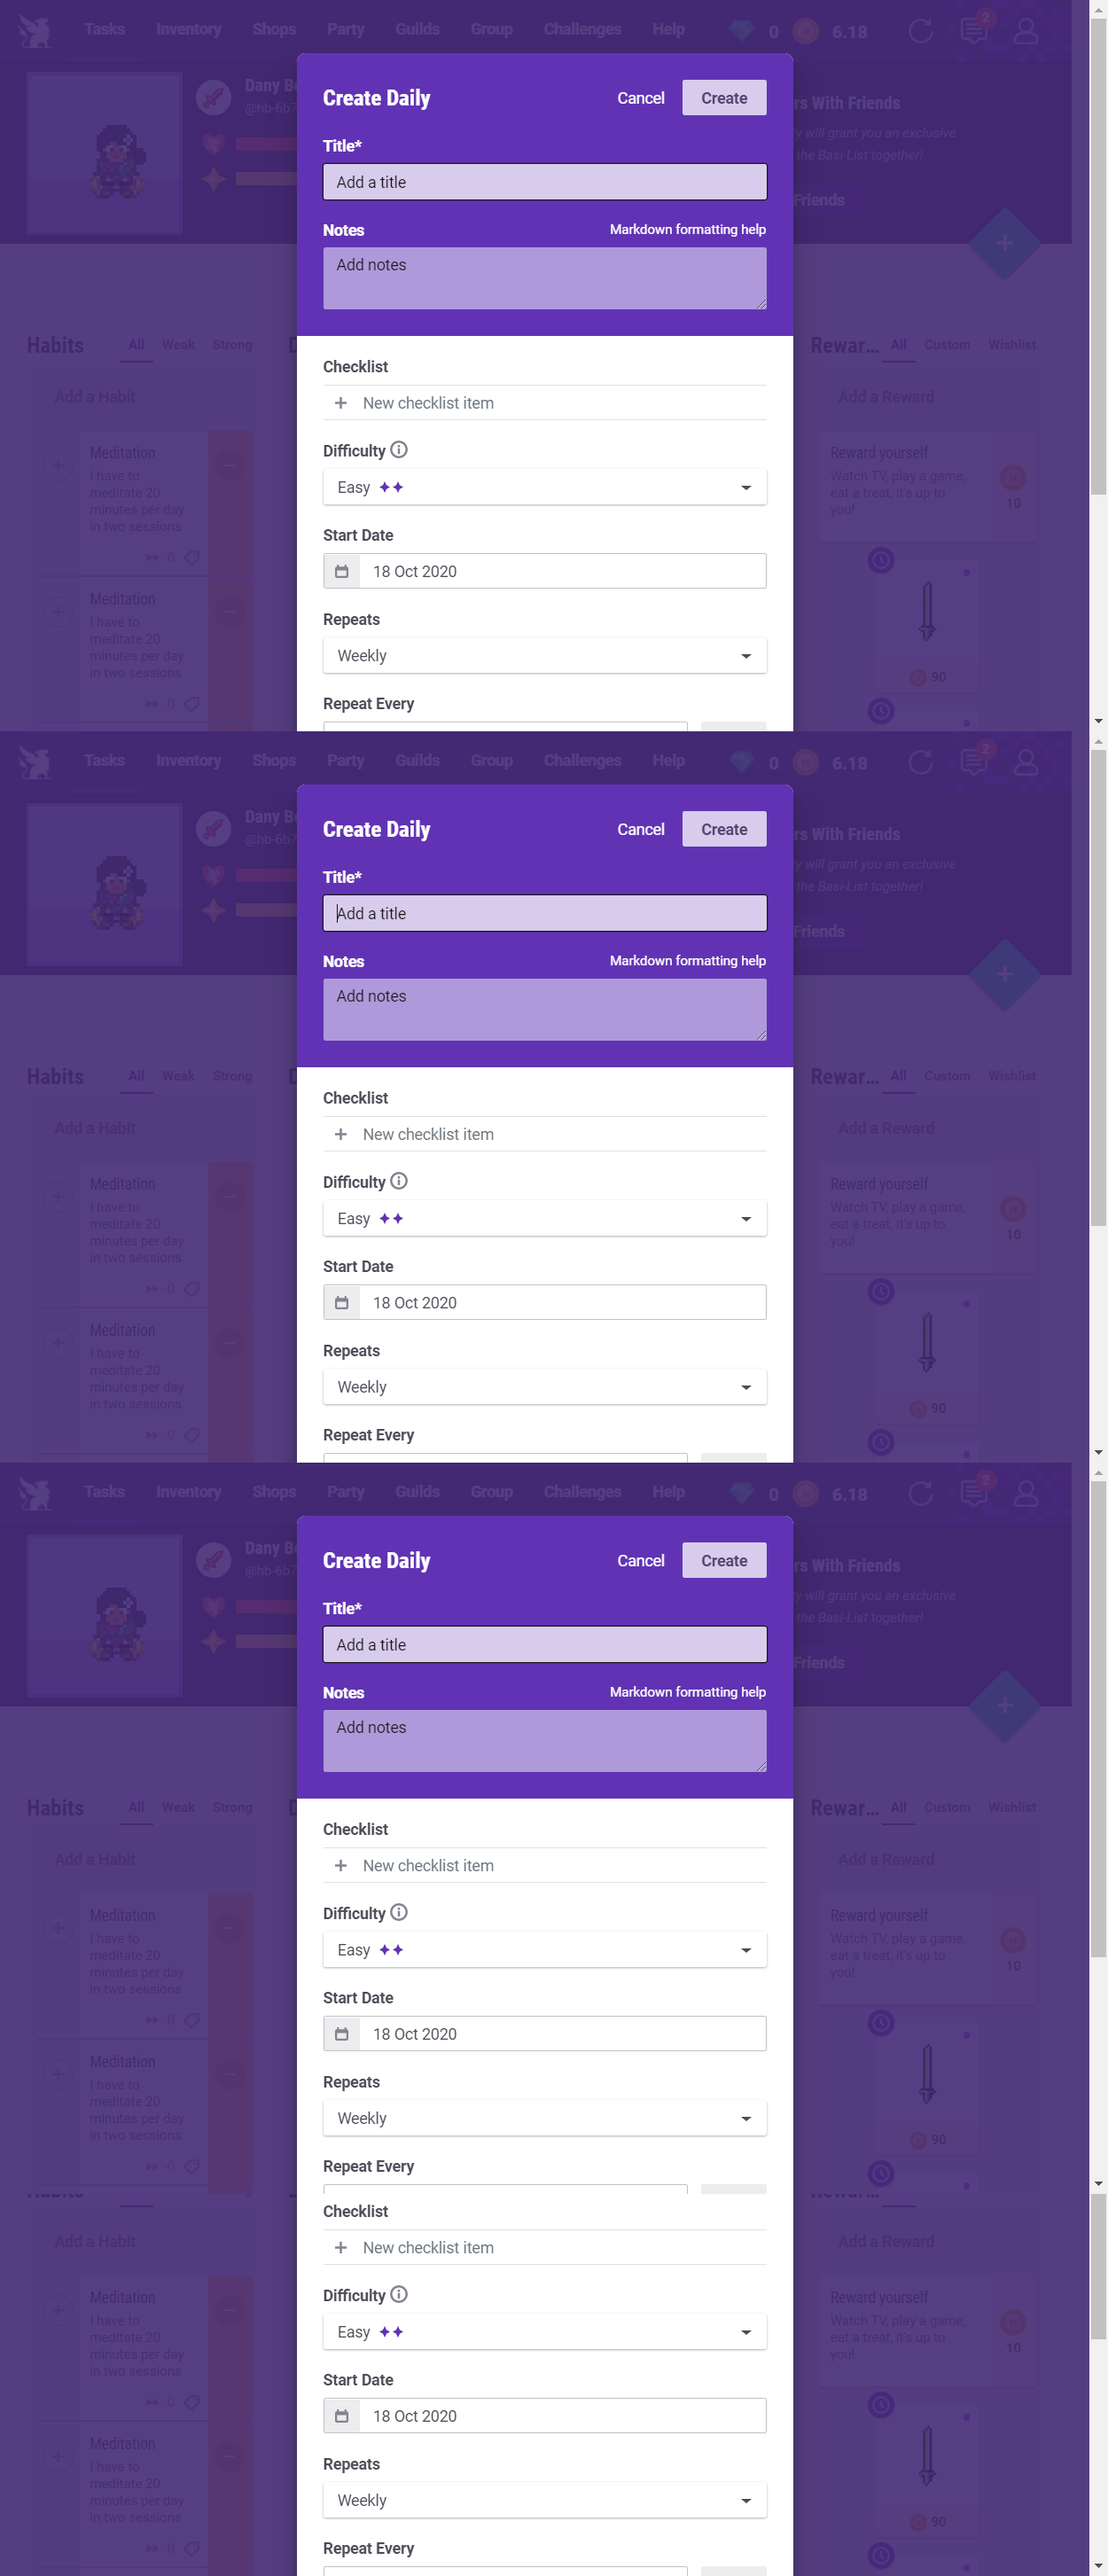 Tasks Inventory Shops Party Guilds Group Challenges Help 0 6.18 2
Dany B
@hb-6b7
rs With Friends
ty will grant you an exclusive
the Basi-List together!
Friends
Create Daily Cancel Create
Title*
Add a title
Notes Markdown formatting help
Add notes
Habits All Weak Strong
Add a Habit
Meditation
I have to
meditate 20
minutes per day
in two sessions
-0
Meditation
I have to
meditate 20
minutes per day
in two sessions
-0
Checklist
New checklist item
Difficulty
Easy
Start Date
18 Oct 2020
Repeats
Weekly
Repeat Every
Rewar... All Custom Wishlist
Add a Reward
Reward yourself
Watch TV, play a game,
eat a treat, it's up to
you!
10
90
Tasks Inventory Shops Party Guilds Group Challenges Help 0 6.18 2
Dany B
@hb-6b7
rs With Friends
ty will grant you an exclusive
the Basi-List together!
Friends
Create Daily Cancel Create
Title*
Add a title
Notes Markdown formatting help
Add notes
Habits All Weak Strong
Add a Habit
Meditation
I have to
meditate 20
minutes per day
in two sessions
-0
Meditation
I have to
meditate 20
minutes per day
in two sessions
-0
Checklist
New checklist item
Difficulty
Easy
Start Date
18 Oct 2020
Repeats
Weekly
Repeat Every
Rewar... All Custom Wishlist
Add a Reward
Reward yourself
Watch TV, play a game,
eat a treat, it's up to
you!
10
90
Tasks Inventory Shops Party Guilds Group Challenges Help 0 6.18 2
Dany B
@hb-6b7
rs With Friends
ty will grant you an exclusive
the Basi-List together!
Friends
Create Daily Cancel Create
Title*
Add a title
Notes Markdown formatting help
Add notes
Habits All Weak Strong
Add a Habit
Meditation
I have to
meditate 20
minutes per day
in two sessions
-0
Meditation
I have to
meditate 20
minutes per day
in two sessions
-0
Checklist
New checklist item
Difficulty
Easy
Start Date
18 Oct 2020
Repeats
Weekly
Repeat Every
Rewar... All Custom Wishlist
Add a Reward
Reward yourself
Watch TV, play a game,
eat a treat, it's up to
you!
10
90
Add a Habit
Meditation
I have to
meditate 20
minutes per day
in two sessions
-0
Meditation
I have to
meditate 20
minutes per day
in two sessions
-0
Checklist
New checklist item
Difficulty
Easy
Start Date
18 Oct 2020
Repeats
Weekly
Repeat Every
Add a Reward
Reward yourself
Watch TV, play a game,
eat a treat, it's up to
you!
10
90